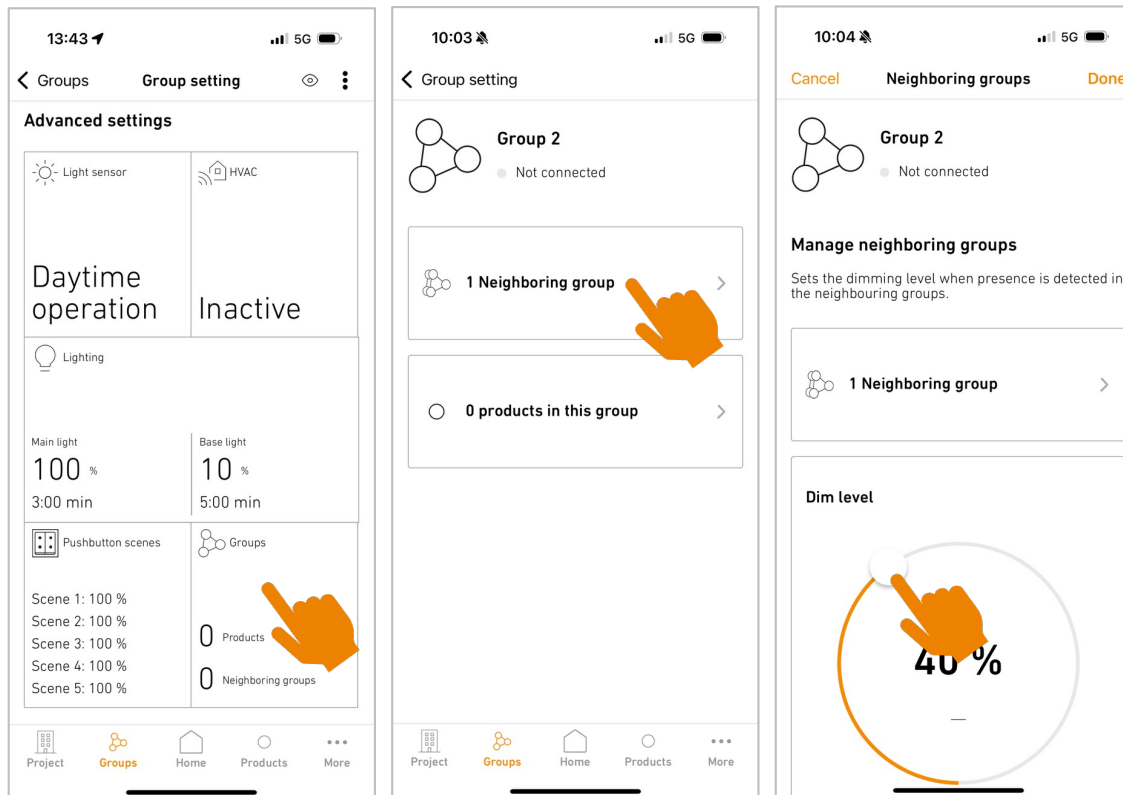 13:43
5G
Groups
Group setting
Advanced settings
Light sensor
HVAC
Daytime
operation
Inactive
Lighting
Main light
100 %
3:00 min
Base light
10 %
5:00 min
Pushbutton scenes
Scene 1: 100 %
Scene 2: 100 %
Scene 3: 100 %
Scene 4: 100 %
Scene 5: 100 %
Groups
0 Products
0 Neighboring groups
Project
Groups
Home
Products
More
10:03
5G
Group setting
Group 2
Not connected
1 Neighboring group
0 products in this group
Project
Groups
Home
Products
More
10:04
5G
Cancel
Neighboring groups
Done
Group 2
Not connected
Manage neighboring groups
Sets the dimming level when presence is detected in
the neighbouring groups.
1 Neighboring group
Dim level
40 %